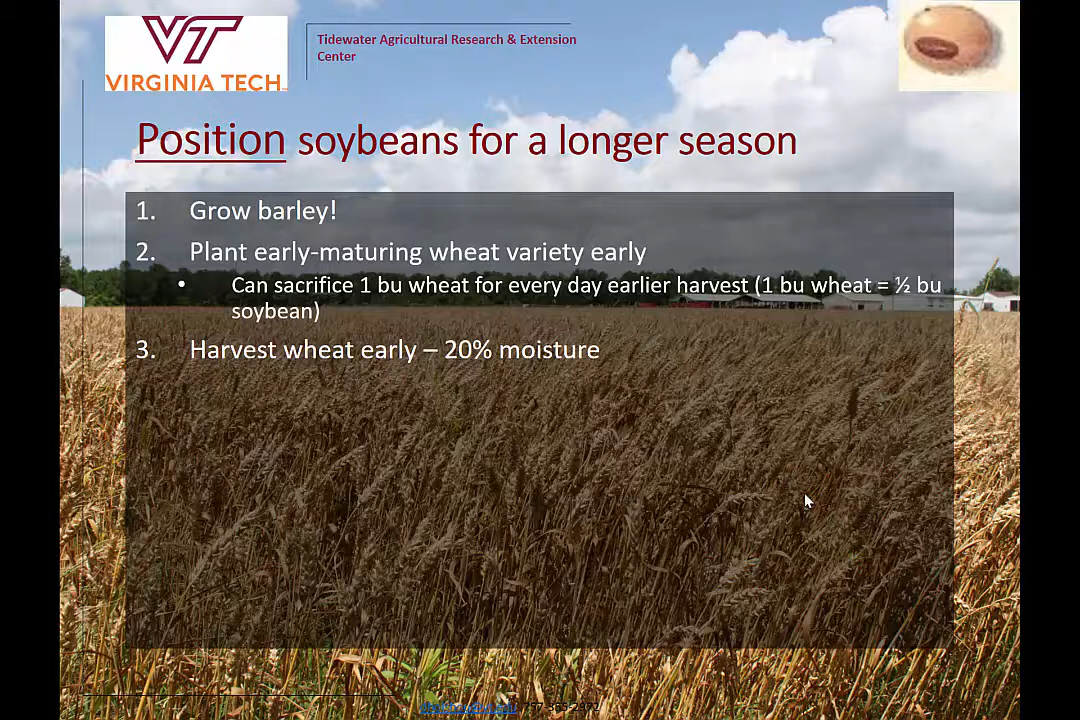 VT
VIRGINIA TECH
Tidewater Agricultural Research & Extension
Center
Position soybeans for a longer season
1. Grow barley!
2. Plant early-maturing wheat variety early
• Can sacrifice 1 bu wheat for every day earlier harvest (1 bu wheat = ½ bu
soybean)
3. Harvest wheat early – 20% moisture